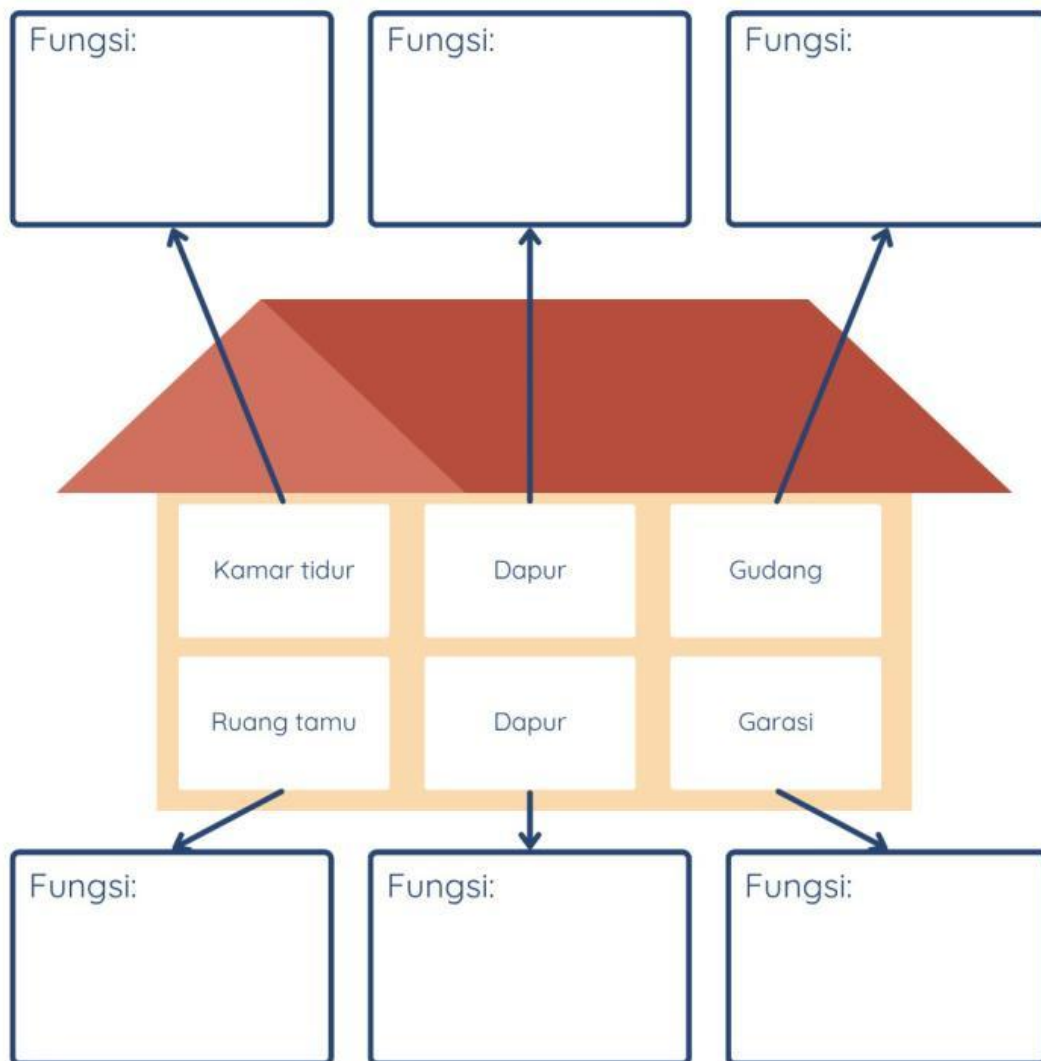 Fungsi:
Fungsi:
Fungsi:
Kamar tidur
Dapur
Gudang
Ruang tamu
Dapur
Garasi
Fungsi:
Fungsi:
Fungsi: